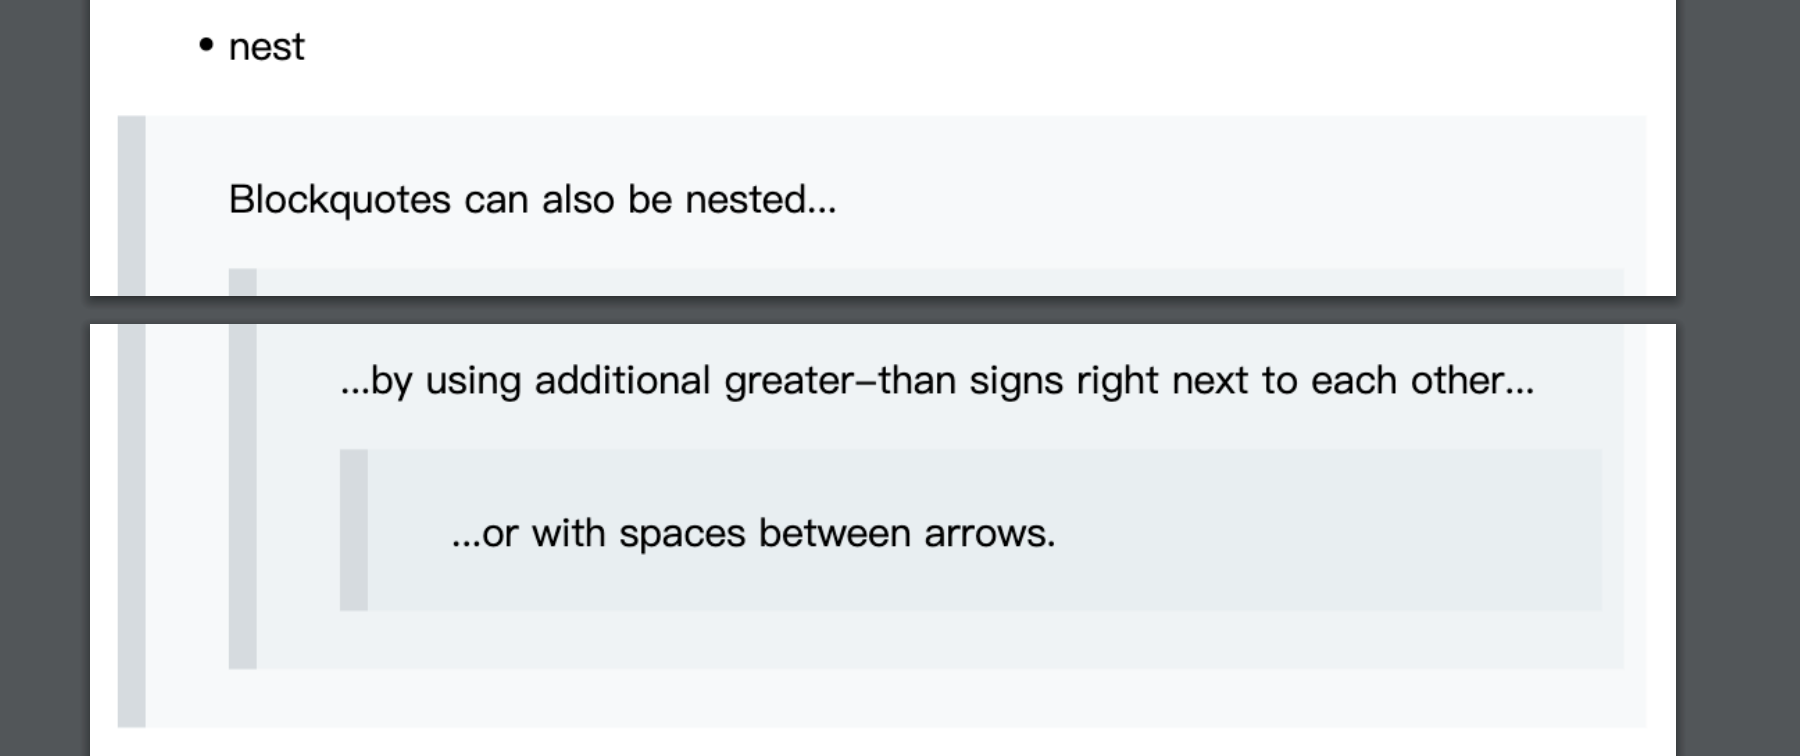 • nest
Blockquotes can also be nested...
...by using additional greater-than signs right next to each other...
...or with spaces between arrows.